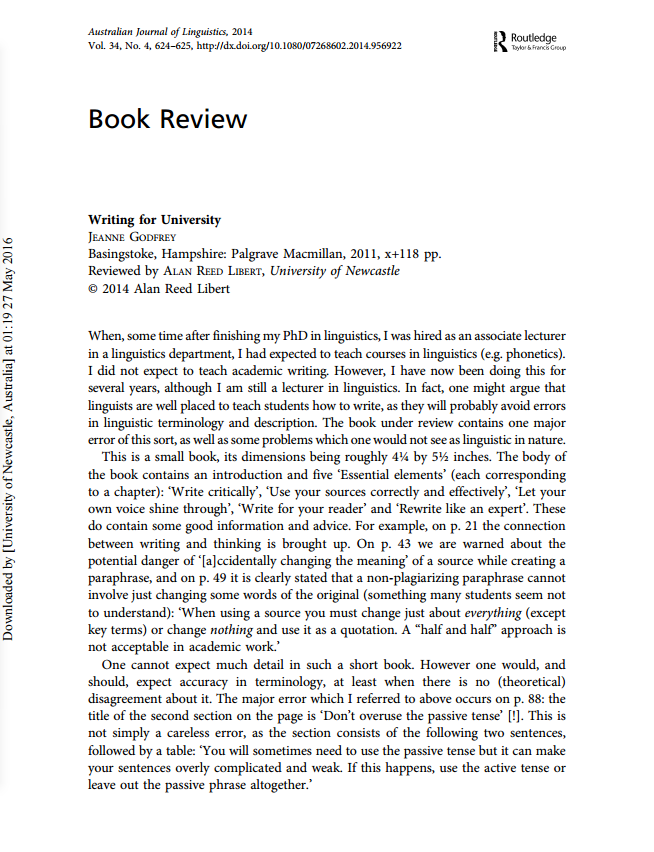 Australian Journal of Linguistics, 2014
Vol. 34, No. 4, 624–625, http://dx.doi.org/10.1080/07268602.2014.956922
Routledge
Taylor & Francis Group
Book Review
Writing for University
JEANNE GODFREY
Basingstoke, Hampshire: Palgrave Macmillan, 2011, x+118 pp.
Reviewed by ALAN REED LIBERT, University of Newcastle
© 2014 Alan Reed Libert
When, some time after finishing my PhD in linguistics, I was hired as an associate lecturer
in a linguistics department, I had expected to teach courses in linguistics (e.g. phonetics).
I did not expect to teach academic writing. However, I have now been doing this for
several years, although I am still a lecturer in linguistics. In fact, one might argue that
linguists are well placed to teach students how to write, as they will probably avoid errors
in linguistic terminology and description. The book under review contains one major
error of this sort, as well as some problems which one would not see as linguistic in nature.
This is a small book, its dimensions being roughly 4¼ by 5½ inches. The body of
the book contains an introduction and five ‘Essential elements’ (each corresponding
to a chapter): ‘Write critically’, ‘Use your sources correctly and effectively’, ‘Let your
own voice shine through’, ‘Write for your reader’ and ‘Rewrite like an expert’. These
do contain some good information and advice. For example, on p. 21 the connection
between writing and thinking is brought up. On p. 43 we are warned about the
potential danger of ‘[a]ccidentally changing the meaning’ of a source while creating a
paraphrase, and on p. 49 it is clearly stated that a non-plagiarizing paraphrase cannot
involve just changing some words of the original (something many students seem not
to understand): ‘When using a source you must change just about everything (except
key terms) or change nothing and use it as a quotation. A “half and half” approach is
not acceptable in academic work.’
One cannot expect much detail in such a short book. However one would, and
should, expect accuracy in terminology, at least when there is no (theoretical)
disagreement about it. The major error which I referred to above occurs on p. 88: the
title of the second section on the page is ‘Don’t overuse the passive tense’ [!]. This is
not simply a careless error, as the section consists of the following two sentences,
followed by a table: ‘You will sometimes need to use the passive tense but it can make
your sentences overly complicated and weak. If this happens, use the active tense or
leave out the passive phrase altogether.’
Downloaded by [University of Newcastle, Australia] at 01:19 27 May 2016